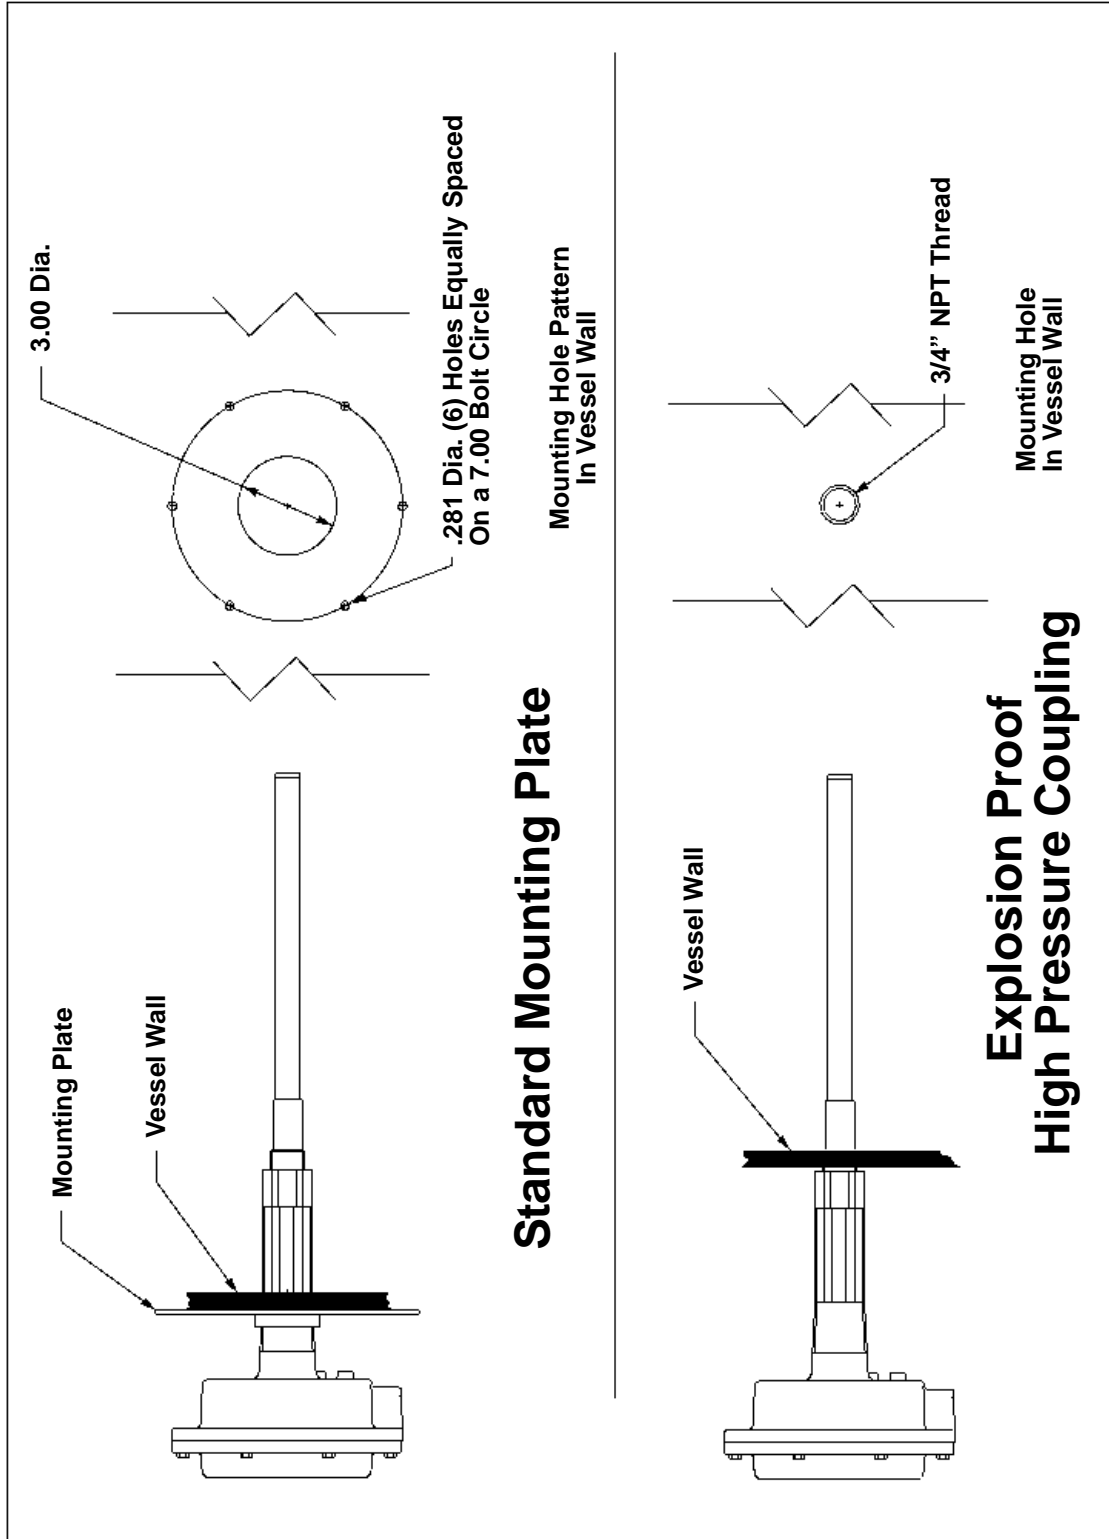 Mounting Plate
Vessel Wall
3.00 Dia.
.281 Dia. (6) Holes Equally Spaced
On a 7.00 Bolt Circle
Mounting Hole Pattern
In Vessel Wall
Standard Mounting Plate
Vessel Wall
3/4” NPT Thread
Mounting Hole
In Vessel Wall
Explosion Proof
High Pressure Coupling